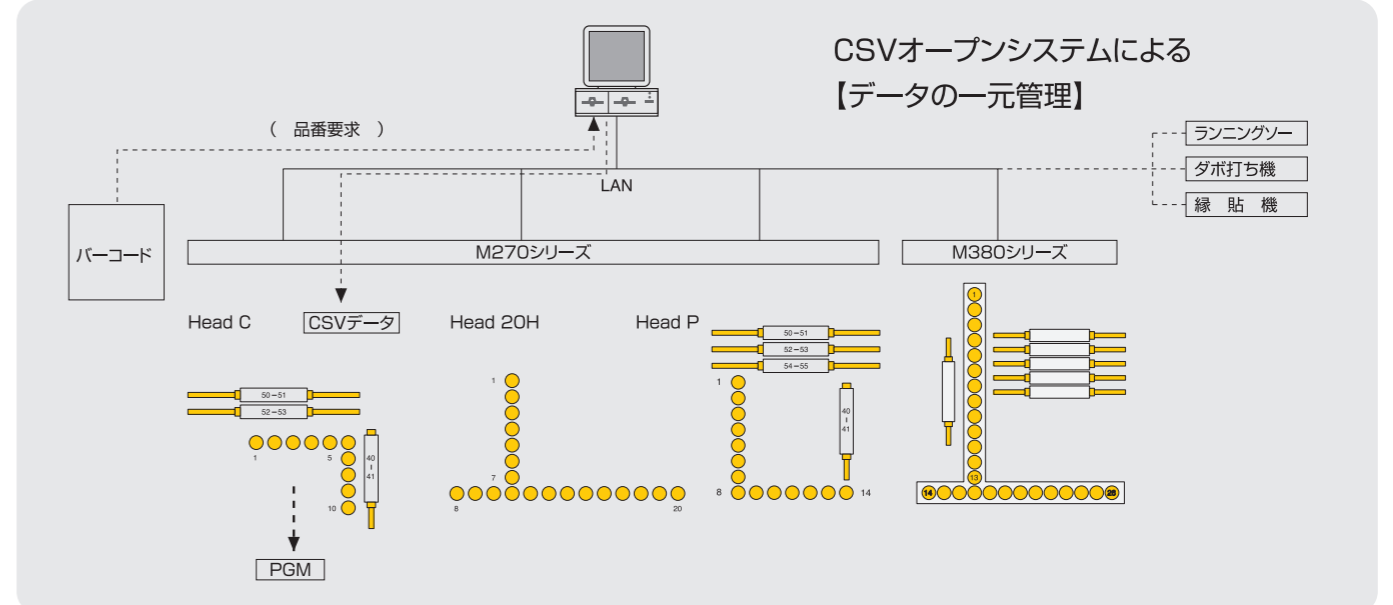 CSVオープンシステムによる
【データの一元管理】
( 品番要求 )
ランニングソー
ダボ打ち機
縁 貼 機
LAN
バーコード
M270シリーズ
M380シリーズ
Head C
CSVデータ
Head 20H
Head P
50-51
52-53
1
5
10
40-41
PGM
1
7
8
20
50-51
52-53
54-55
1
40-41
8
14
1
13
14
26